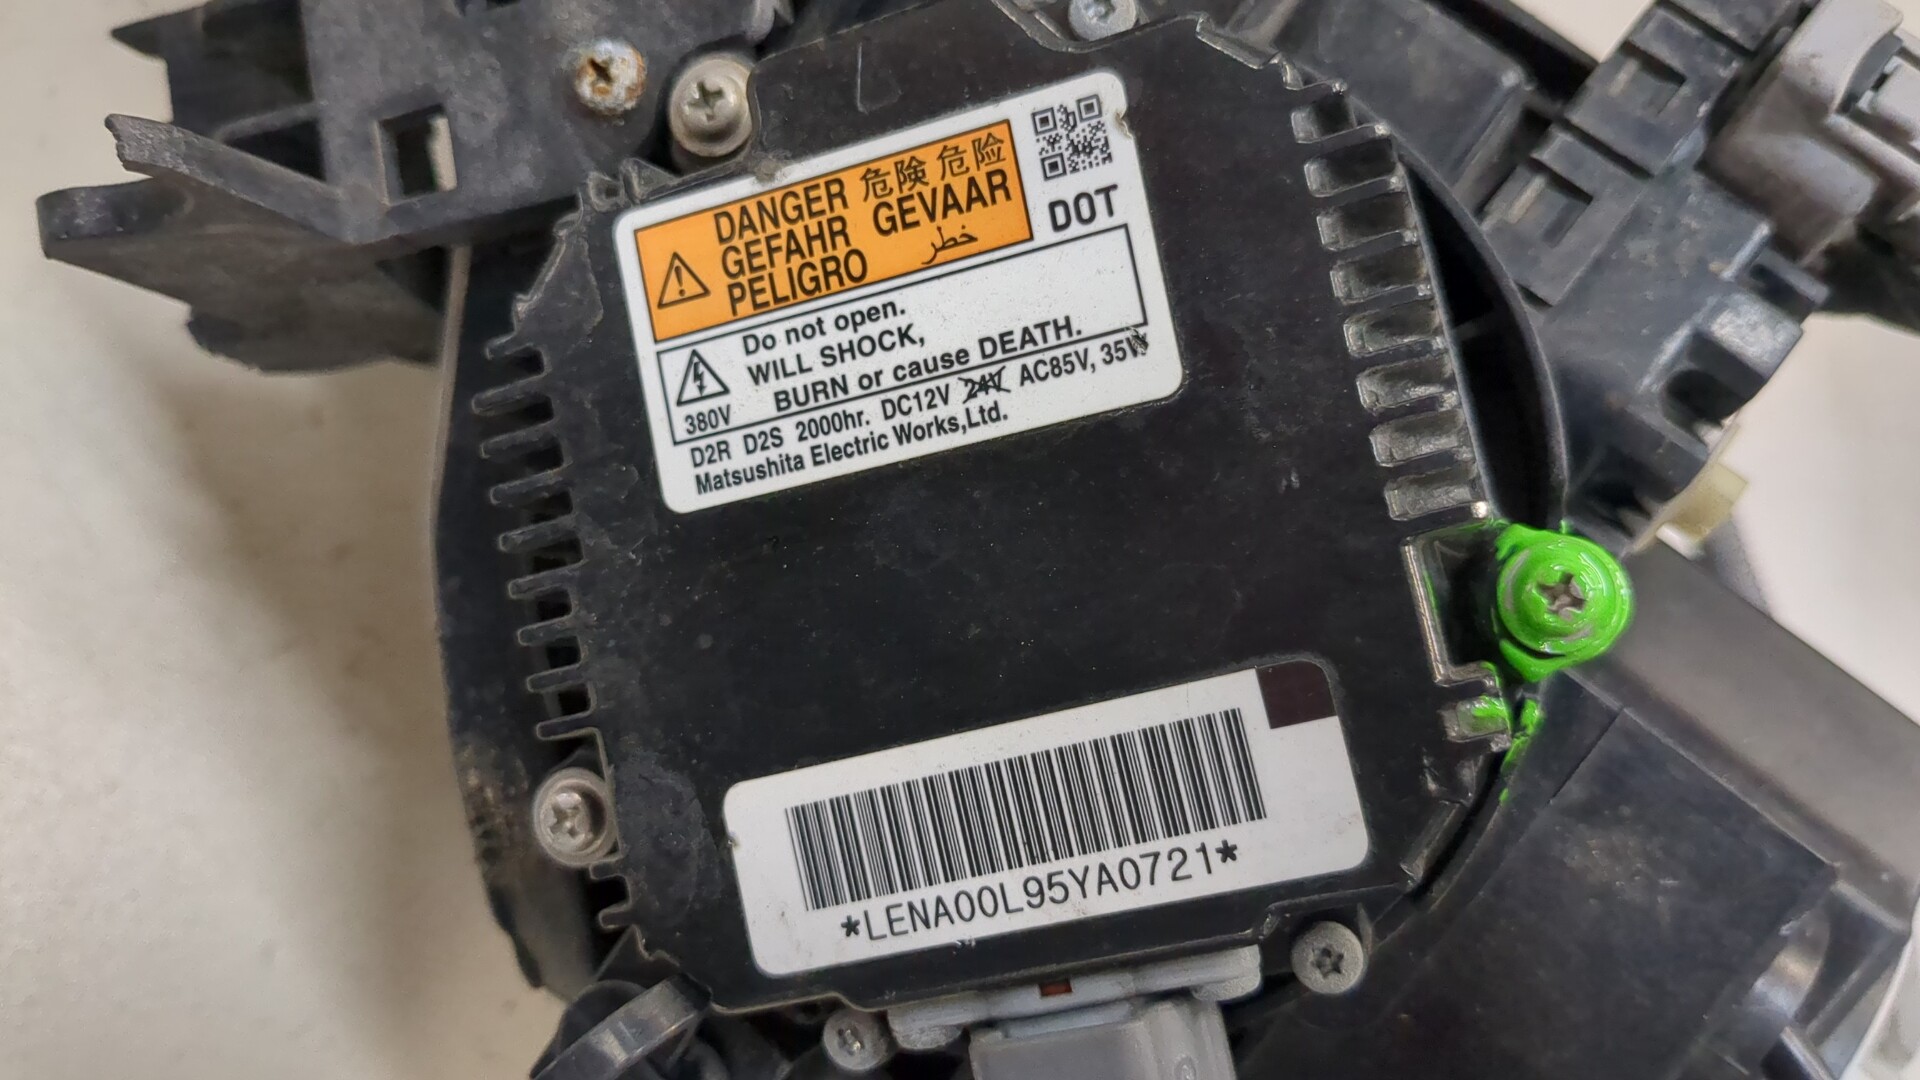 DANGER 危険 危险
GEFAHR GEVAAR
PELIGRO خطر
DOT
Do not open.
WILL SHOCK,
BURN or cause DEATH.
380V
D2R D2S 2000hr. DC12V 24V AC85V, 35W
Matsushita Electric Works,Ltd.
*LENA00L95YA0721*